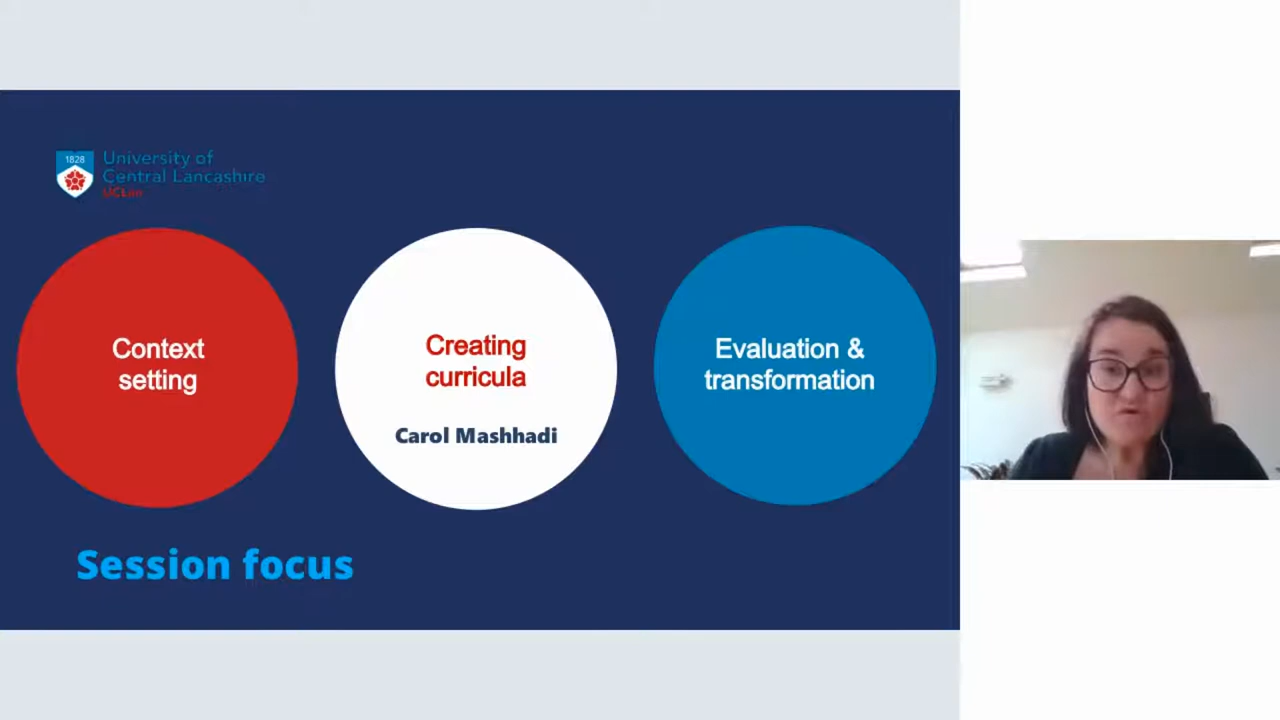 1828
University of
Central Lancashire
UCLan
Context
setting
Creating
curricula
Carol Mashhadi
Evaluation &
transformation
Session focus